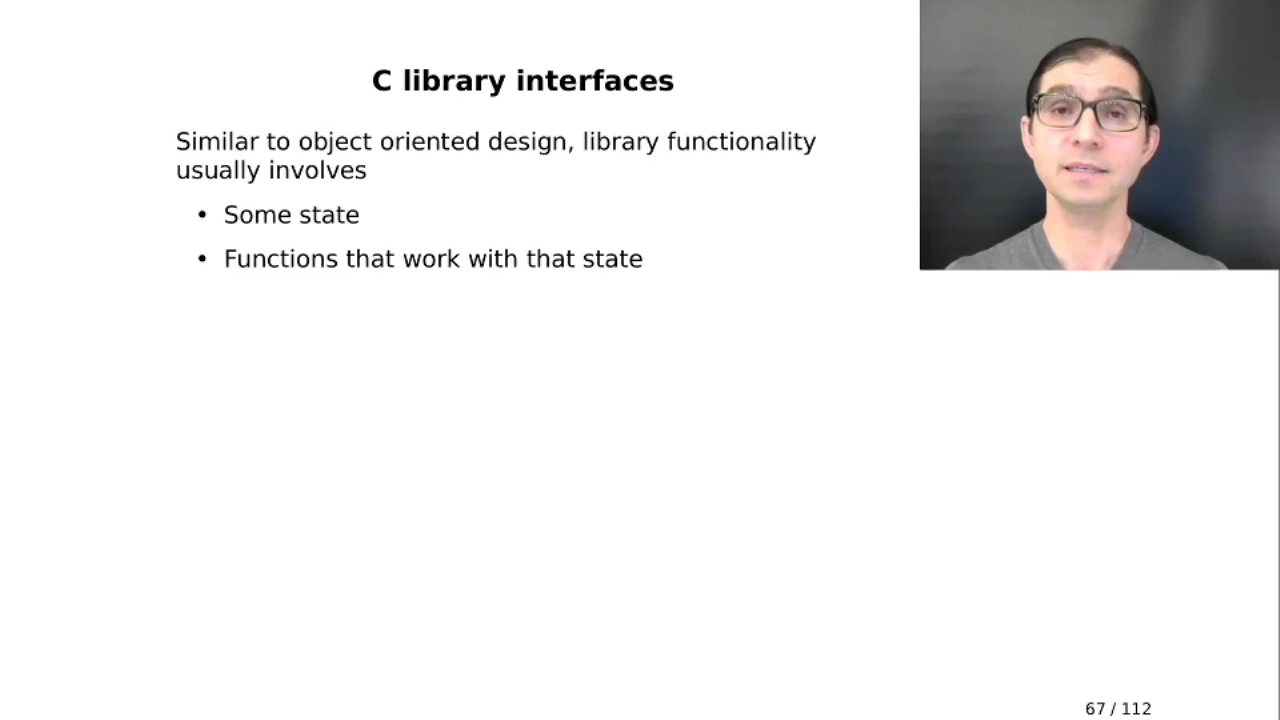 C library interfaces
Similar to object oriented design, library functionality
usually involves
• Some state
• Functions that work with that state
67 / 112